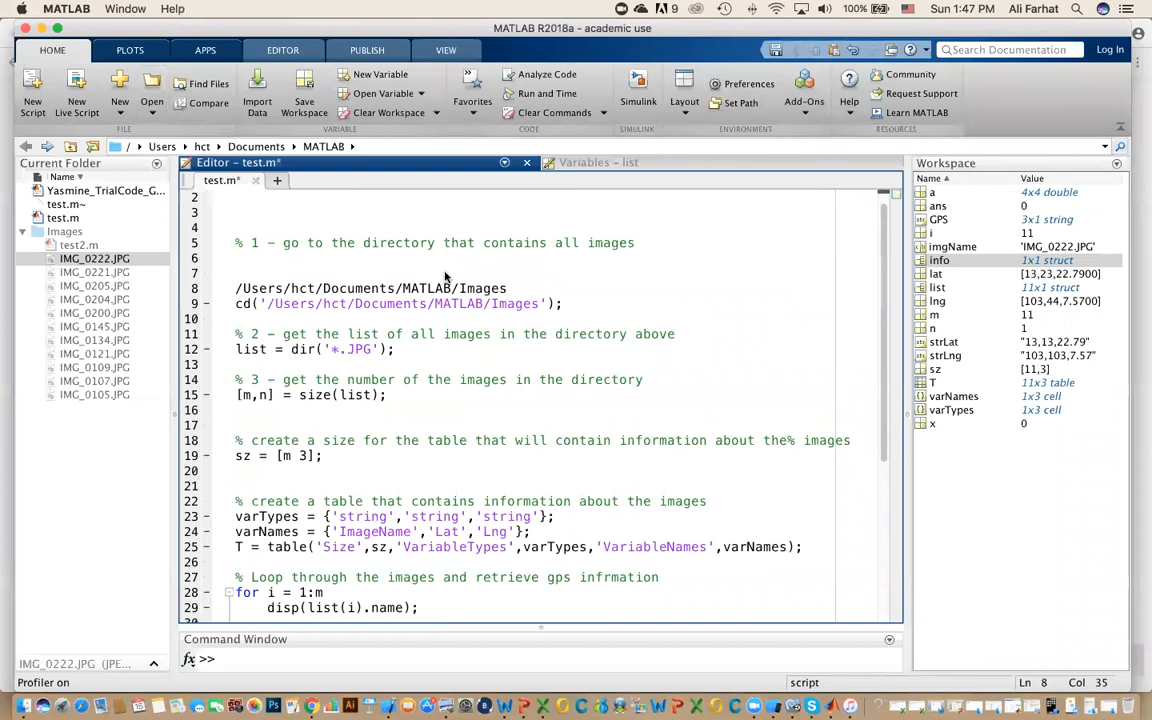 MATLAB Window Help 9 100% Sun 1:47 PM Ali Farhat
MATLAB R2018a - academic use
HOME PLOTS APPS EDITOR PUBLISH VIEW Search Documentation Log In
New Script
New Live Script
New
Open
Find Files
Compare
Import Data
Save Workspace
New Variable
Open Variable
Clear Workspace
Favorites
Analyze Code
Run and Time
Clear Commands
Simulink
Layout
Preferences
Set Path
Add-Ons
Help
Community
Request Support
Learn MATLAB
FILE VARIABLE CODE SIMULINK ENVIRONMENT RESOURCES
/ Users hct Documents MATLAB
Current Folder
Name
Yasmine_TrialCode_G...
test.m~
test.m
Images
test2.m
IMG_0222.JPG
IMG_0221.JPG
IMG_0205.JPG
IMG_0204.JPG
IMG_0200.JPG
IMG_0145.JPG
IMG_0134.JPG
IMG_0121.JPG
IMG_0109.JPG
IMG_0107.JPG
IMG_0105.JPG
IMG_0222.JPG (JPE...
Profiler on
Editor - test.m*
Variables - list
test.m*
2
3
4
5 % 1 - go to the directory that contains all images
6
7
8 /Users/hct/Documents/MATLAB/Images
9 cd('/Users/hct/Documents/MATLAB/Images');
10
11 % 2 - get the list of all images in the directory above
12 list = dir('*.JPG');
13
14 % 3 - get the number of the images in the directory
15 [m,n] = size(list);
16
17
18 % create a size for the table that will contain information about the% images
19 sz = [m 3];
20
21
22 % create a table that contains information about the images
23 varTypes = {'string','string','string'};
24 varNames = {'ImageName','Lat','Lng'};
25 T = table('Size',sz,'VariableTypes',varTypes,'VariableNames',varNames);
26
27 % Loop through the images and retrieve gps infrmation
28 for i = 1:m
29 disp(list(i).name);
Command Window
fx >>
Workspace
Name Value
a 4x4 double
ans 0
GPS 3x1 string
i 11
imgName 'IMG_0222.JPG'
info 1x1 struct
lat [13,23,22.7900]
list 11x1 struct
lng [103,44,7.5700]
m 11
n 1
strLat "13,13,22.79"
strLng "103,103,7.57"
sz [11,3]
T 11x3 table
varNames 1x3 cell
varTypes 1x3 cell
x 0
script Ln 8 Col 35